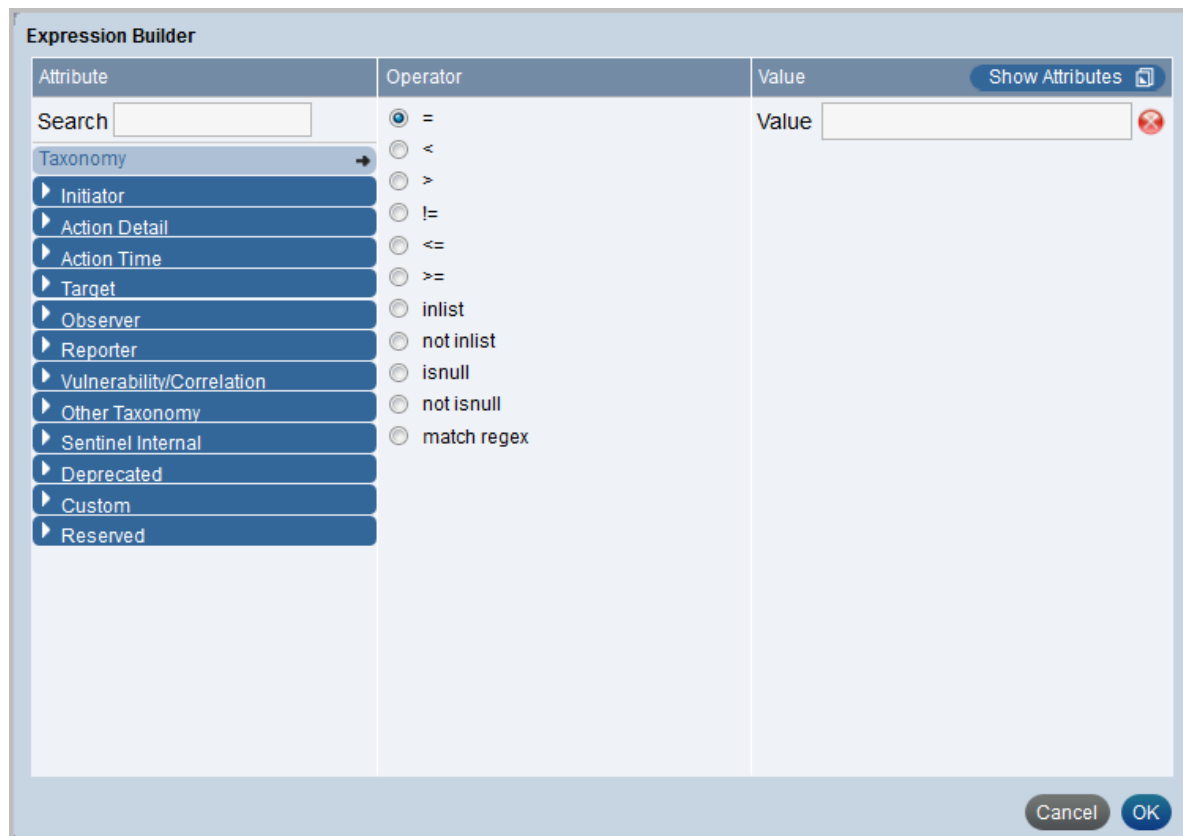 Expression Builder
Attribute
Operator
Value
Show Attributes
Search
Taxonomy
Initiator
Action Detail
Action Time
Target
Observer
Reporter
Vulnerability/Correlation
Other Taxonomy
Sentinel Internal
Deprecated
Custom
Reserved
=
<
>
!=
<=
>=
inlist
not inlist
isnull
not isnull
match regex
Value
Cancel
OK